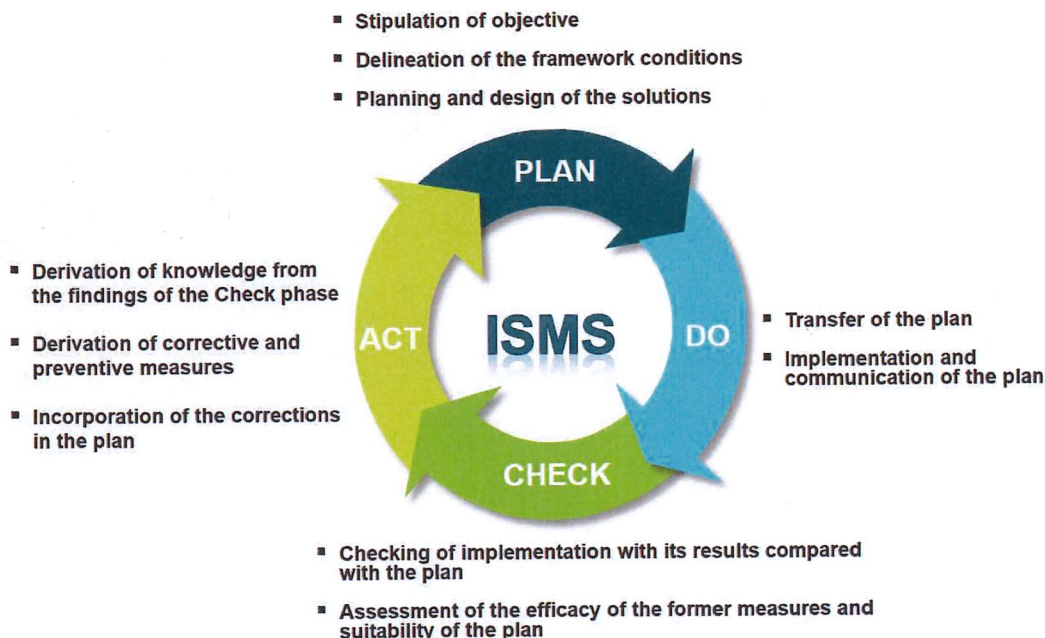 ▪ Stipulation of objective
▪ Delineation of the framework conditions
▪ Planning and design of the solutions
PLAN
▪ Derivation of knowledge from
the findings of the Check phase
▪ Derivation of corrective and
preventive measures
▪ Incorporation of the corrections
in the plan
ACT
ISMS
DO
▪ Transfer of the plan
▪ Implementation and
communication of the plan
CHECK
▪ Checking of implementation with its results compared
with the plan
▪ Assessment of the efficacy of the former measures and
suitability of the plan